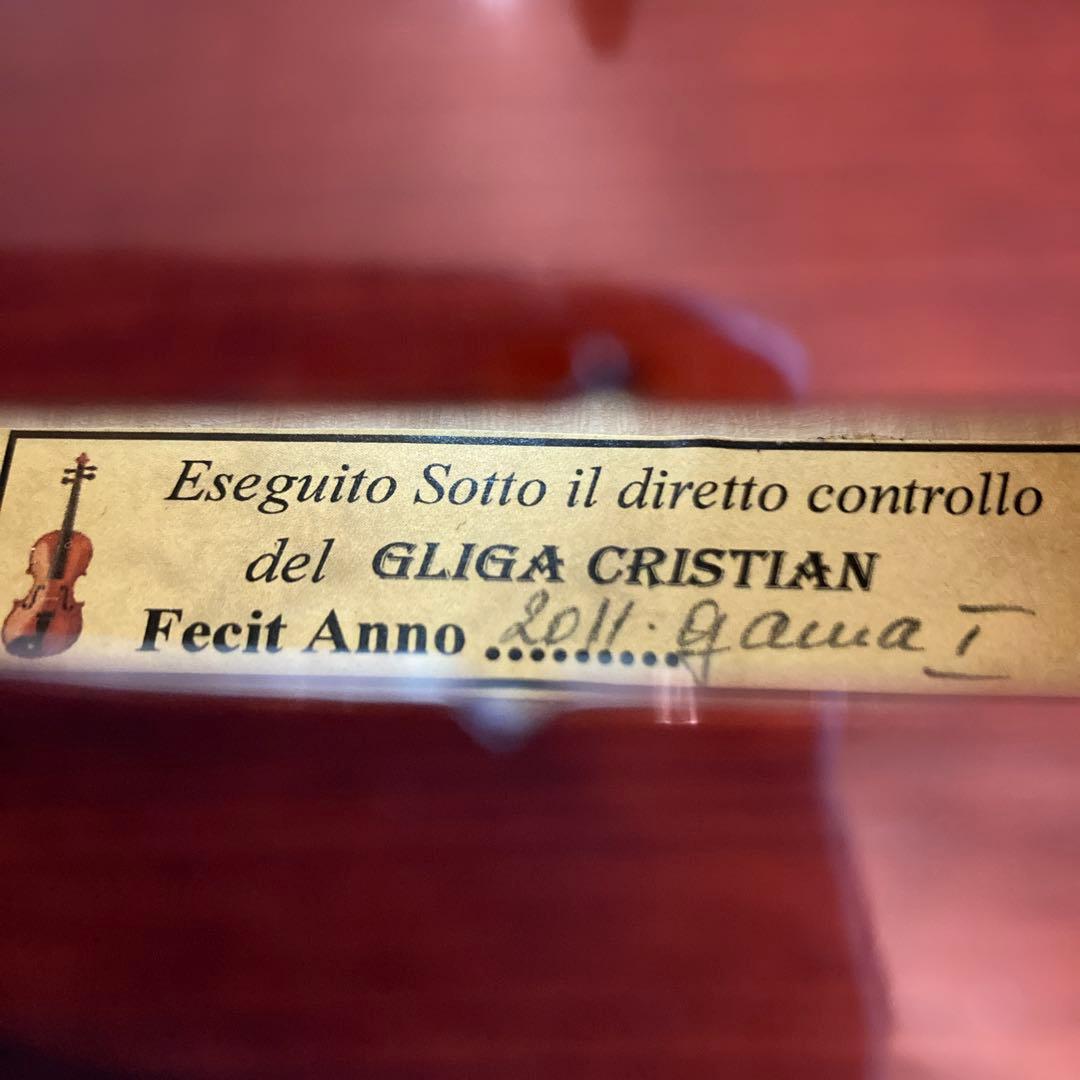 Eseguito Sotto il diretto controllo
del GLIGA CRISTIAN
Fecit Anno ......... 2011. gama I